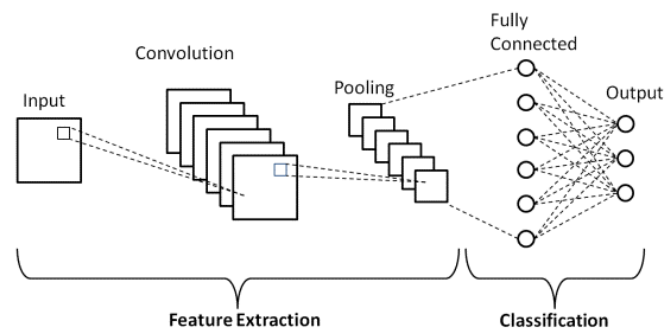 Input
Convolution
Pooling
Fully
Connected
Output
Feature Extraction
Classification